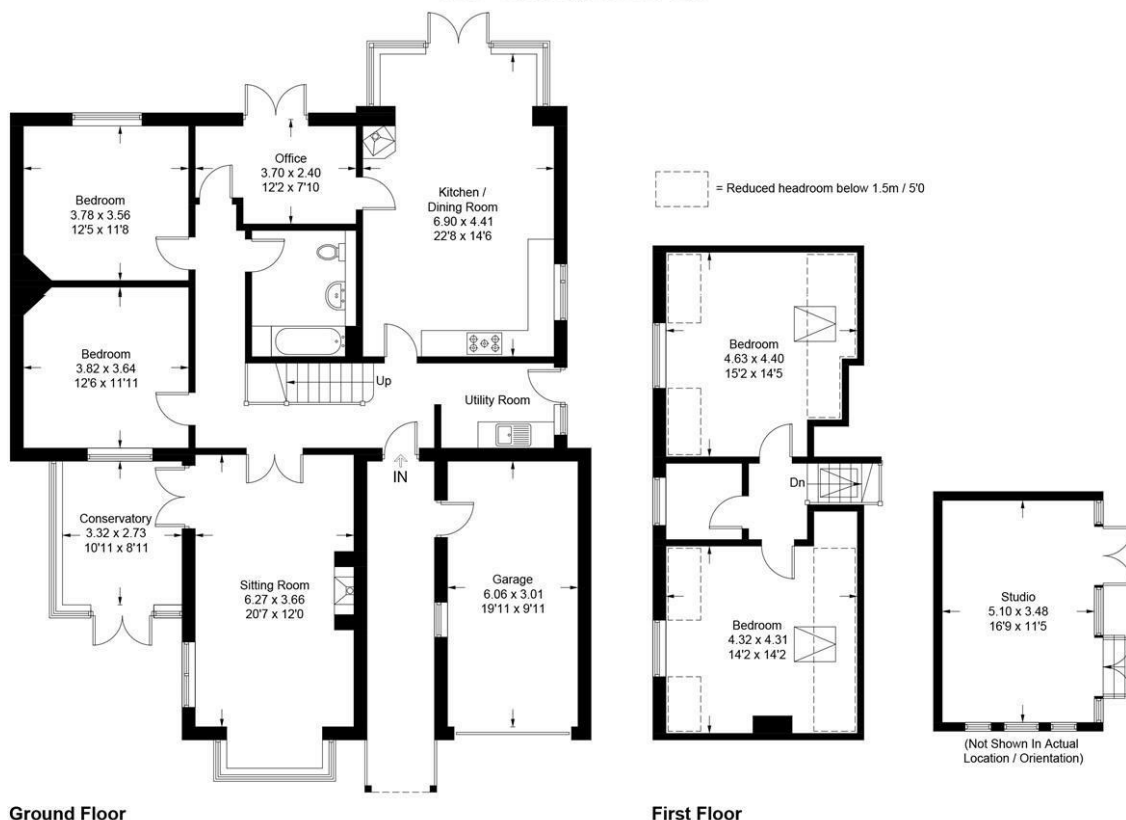 Office
3.70 x 2.40
12'2 x 7'10
Bedroom
3.78 x 3.56
12'5 x 11'8
Kitchen /
Dining Room
6.90 x 4.41
22'8 x 14'6
= Reduced headroom below 1.5m / 5'0
Bedroom
3.82 x 3.64
12'6 x 11'11
Up
Utility Room
Bedroom
4.63 x 4.40
15'2 x 14'5
IN
Dn
Conservatory
3.32 x 2.73
10'11 x 8'11
Sitting Room
6.27 x 3.66
20'7 x 12'0
Garage
6.06 x 3.01
19'11 x 9'11
Bedroom
4.32 x 4.31
14'2 x 14'2
Studio
5.10 x 3.48
16'9 x 11'5
(Not Shown In Actual
Location / Orientation)
Ground Floor
First Floor